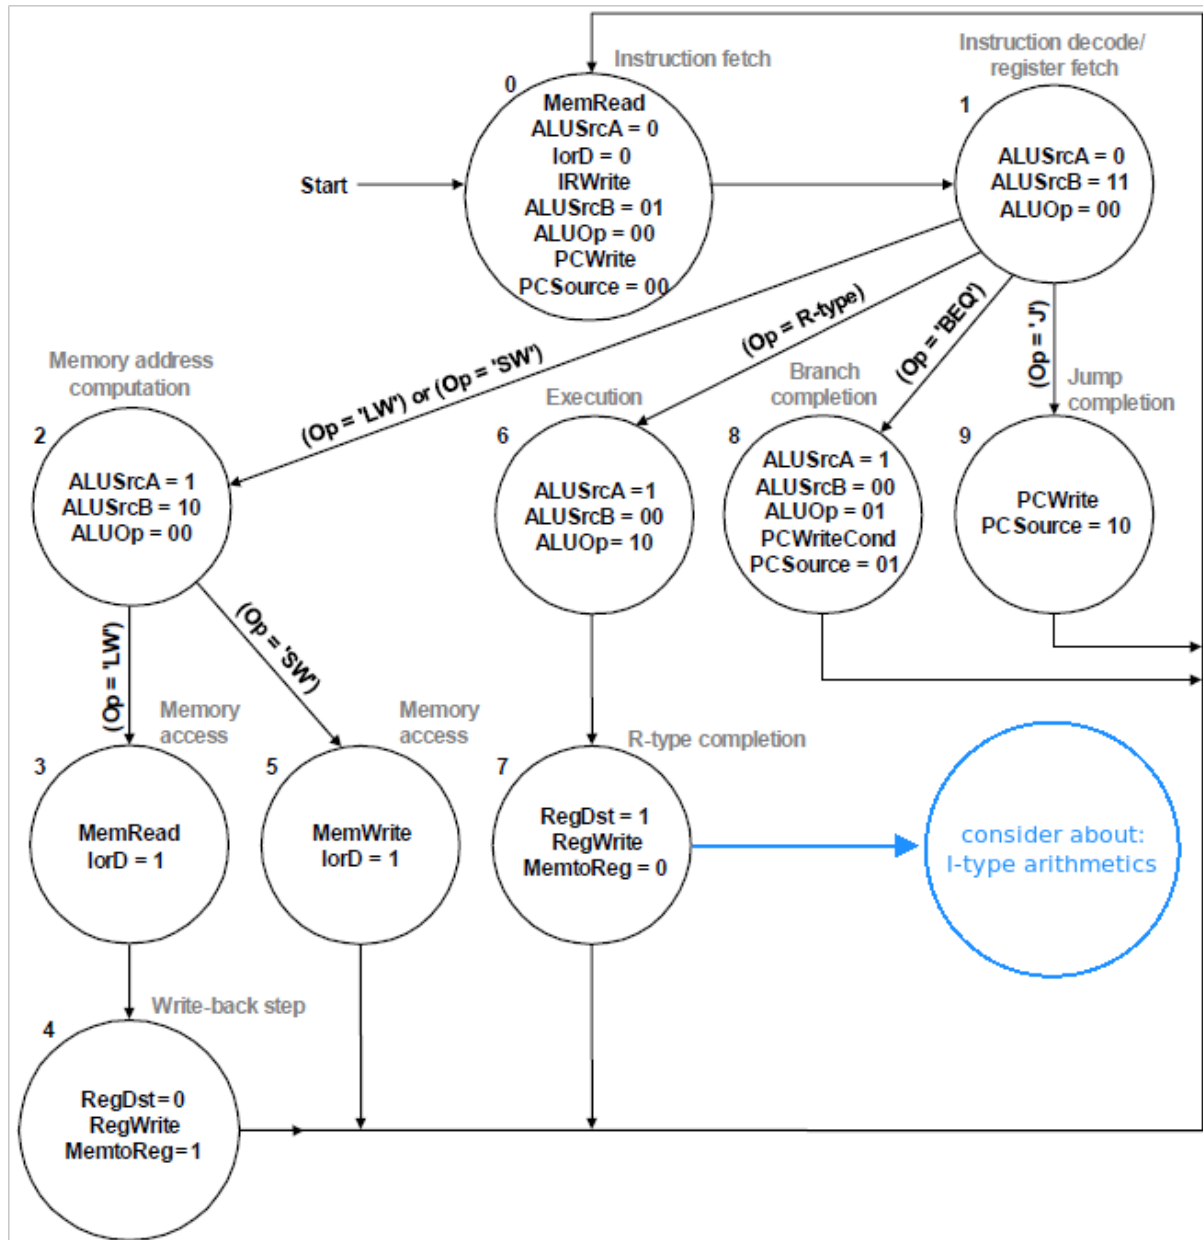 Instruction fetch
Instruction decode/
register fetch
0
MemRead
ALUSrcA = 0
IorD = 0
IRWrite
ALUSrcB = 01
ALUOp = 00
PCWrite
PCSource = 00
Start
1
ALUSrcA = 0
ALUSrcB = 11
ALUOp = 00
(Op = 'LW') or (Op = 'SW')
(Op = R-type)
(Op = 'BEQ')
(Op = 'J')
Memory address
computation
2
ALUSrcA = 1
ALUSrcB = 10
ALUOp = 00
Execution
6
ALUSrcA =1
ALUSrcB = 00
ALUOp= 10
Branch
completion
8
ALUSrcA = 1
ALUSrcB = 00
ALUOp = 01
PCWriteCond
PCSource = 01
Jump
completion
9
PCWrite
PCSource = 10
(Op = 'LW')
(Op = 'SW')
Memory
access
3
MemRead
IorD = 1
Memory
access
5
MemWrite
IorD = 1
R-type completion
7
RegDst = 1
RegWrite
MemtoReg = 0
consider about:
I-type arithmetics
Write-back step
4
RegDst=0
RegWrite
MemtoReg=1